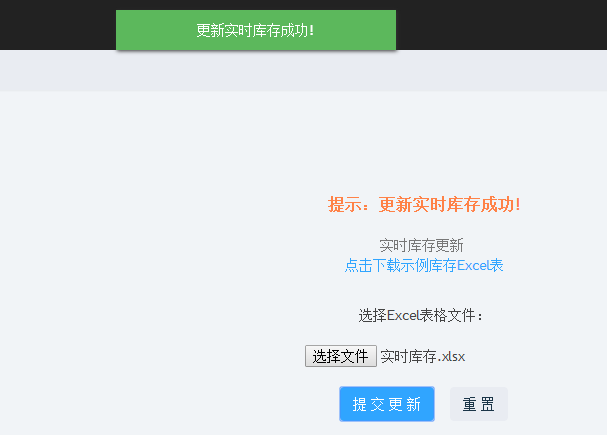 更新实时库存成功!
提示：更新实时库存成功!
实时库存更新
点击下载示例库存Excel表
选择Excel表格文件：
选择文件 实时库存.xlsx
提交更新 重置